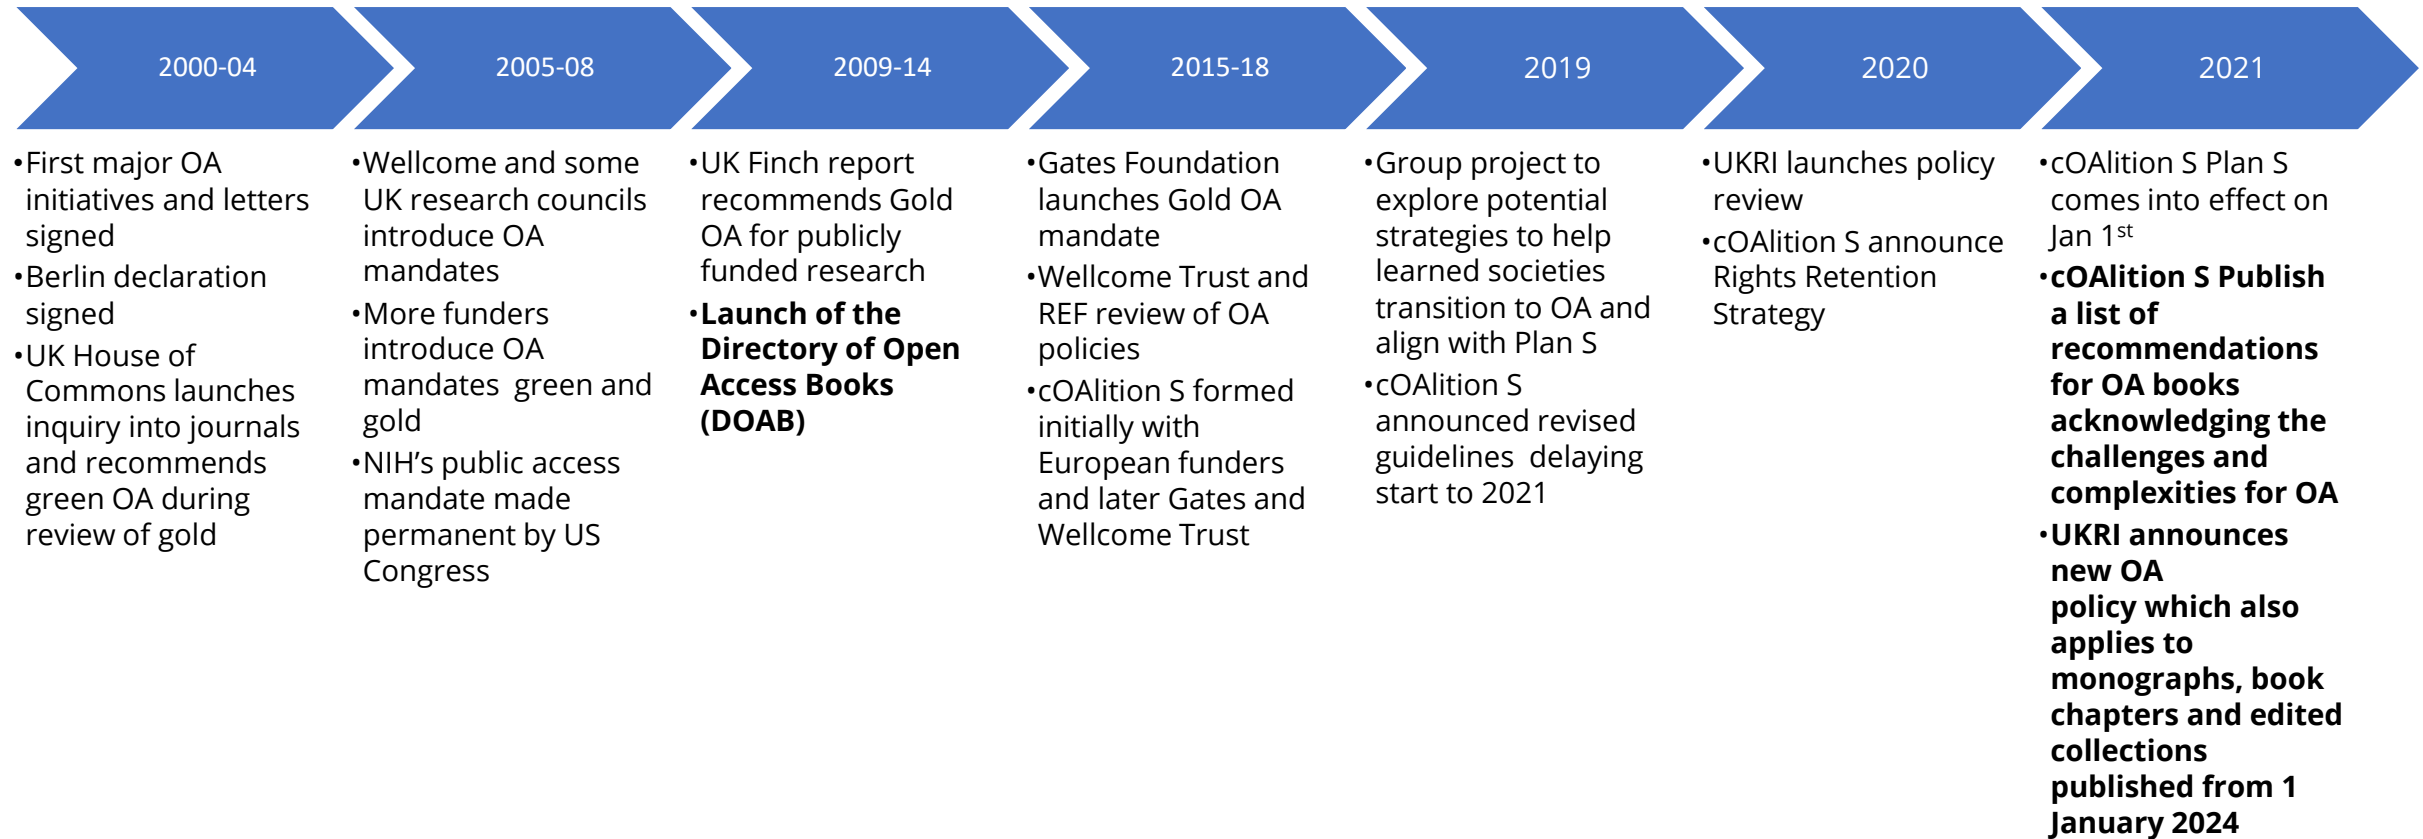 2000-04
•First major OA
initiatives and letters
signed
•Berlin declaration
signed
•UK House of
Commons launches
inquiry into journals
and recommends
green OA during
review of gold
2005-08
•Wellcome and some
UK research councils
introduce OA
mandates
•More funders
introduce OA
mandates  green and
gold
•NIH’s public access
mandate made
permanent by US
Congress
2009-14
•UK Finch report
recommends Gold
OA for publicly
funded research
•Launch of the
Directory of Open
Access Books
(DOAB)
2015-18
•Gates Foundation
launches Gold OA
mandate
•Wellcome Trust and
REF review of OA
policies
•cOAlition S formed
initially with
European funders
and later Gates and
Wellcome Trust
2019
•Group project to
explore potential
strategies to help
learned societies
transition to OA and
align with Plan S
•cOAlition S
announced revised
guidelines  delaying
start to 2021
2020
•UKRI launches policy
review
•cOAlition S announce
Rights Retention
Strategy
2021
•cOAlition S Plan S
comes into effect on
Jan 1st
•cOAlition S Publish
a list of
recommendations
for OA books
acknowledging the
challenges and
complexities for OA
•UKRI announces
new OA
policy which also
applies to
monographs, book
chapters and edited
collections
published from 1
January 2024